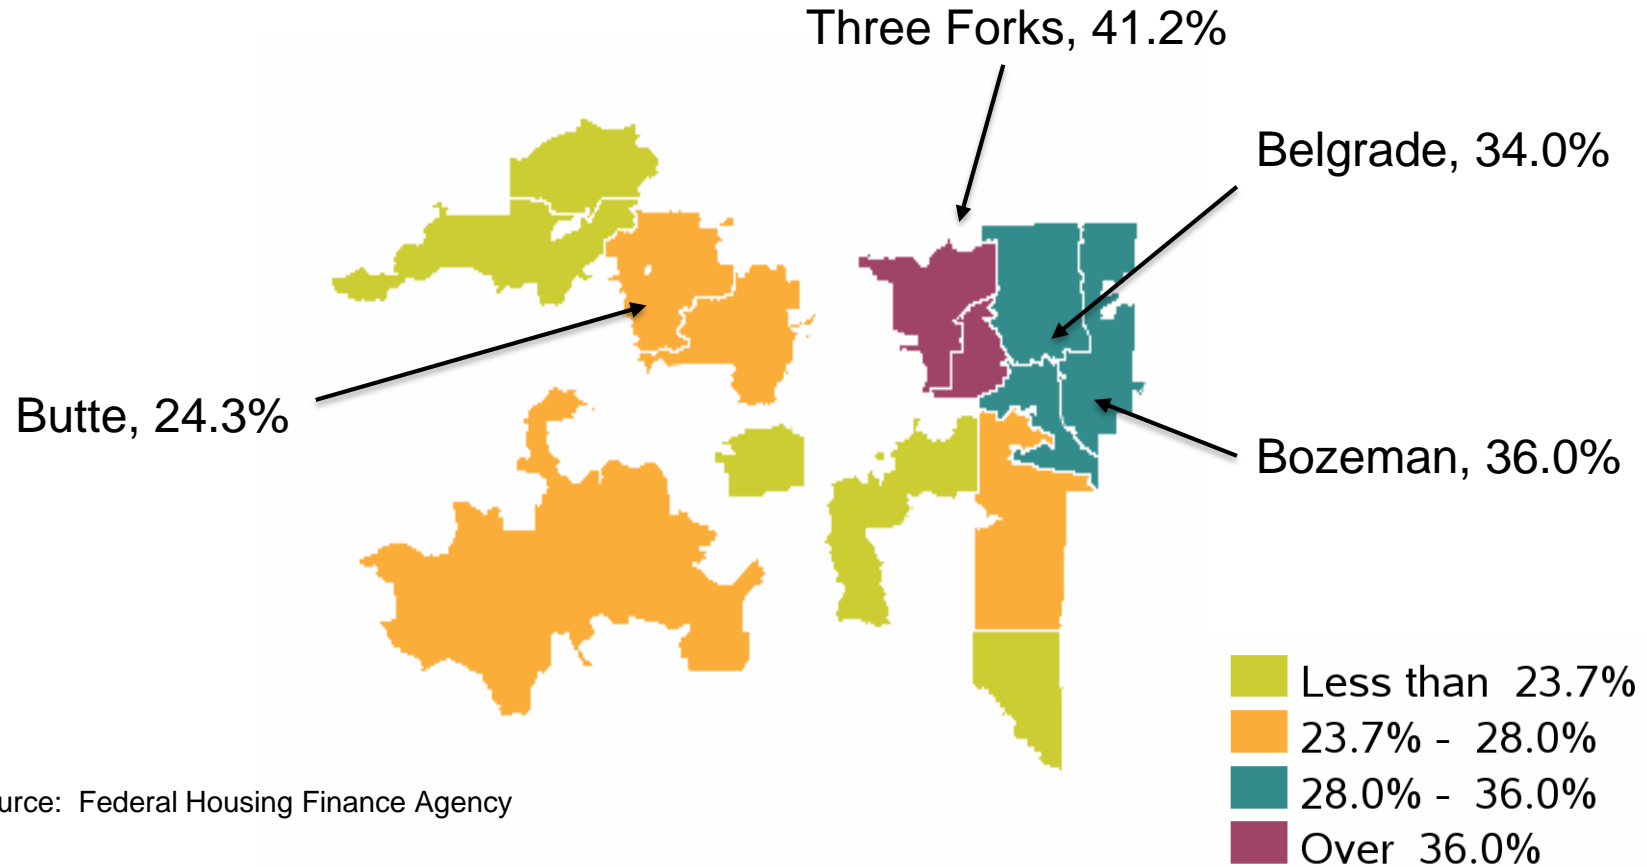 Three Forks, 41.2%
Belgrade, 34.0%
Butte, 24.3%
Bozeman, 36.0%
Less than 23.7%
23.7% - 28.0%
28.0% - 36.0%
Over 36.0%
urce: Federal Housing Finance Agency